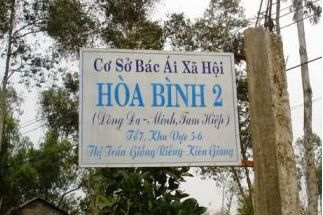 Cơ Sở Bác Ái Xã Hội
HÒA BÌNH 2
(Dòng Đa - Minh, Tam Hiệp)
Tổ 7, Khu Vực 5-6
Thị Trấn Giồng Riềng - Kiên Giang